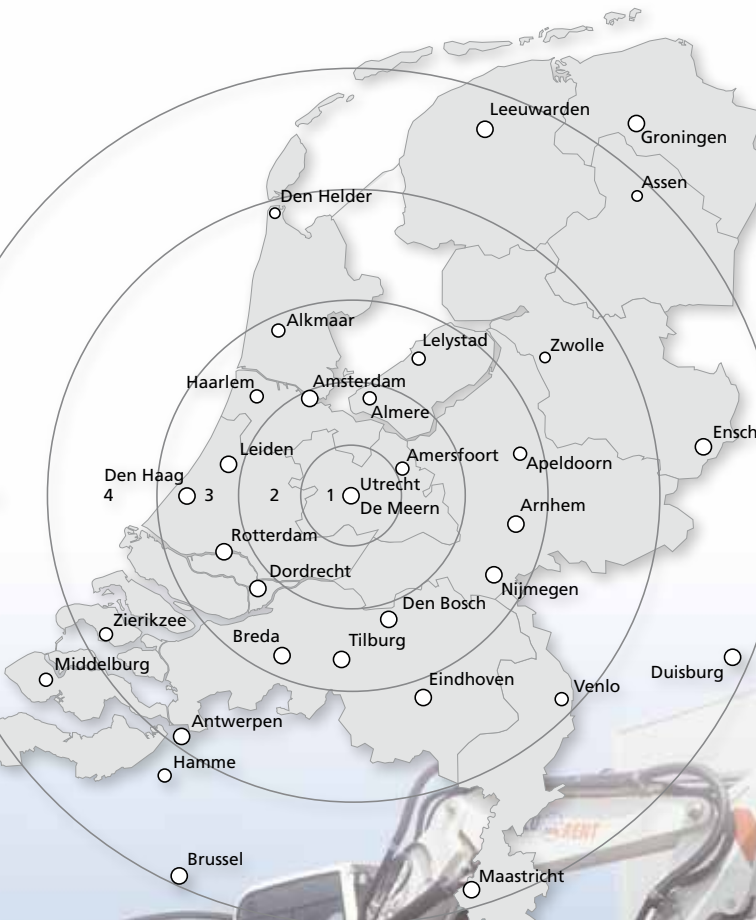 Leeuwarden
Groningen
Assen
Den Helder
Alkmaar
Lelystad
Zwolle
Haarlem
Amsterdam
Almere
Ensch
Leiden
Amersfoort
Apeldoorn
Den Haag
4
3
2
1
Utrecht
De Meern
Arnhem
Rotterdam
Dordrecht
Nijmegen
Den Bosch
Zierikzee
Breda
Tilburg
Middelburg
Eindhoven
Venlo
Duisburg
Antwerpen
Hamme
RENT
Brussel
Maastricht